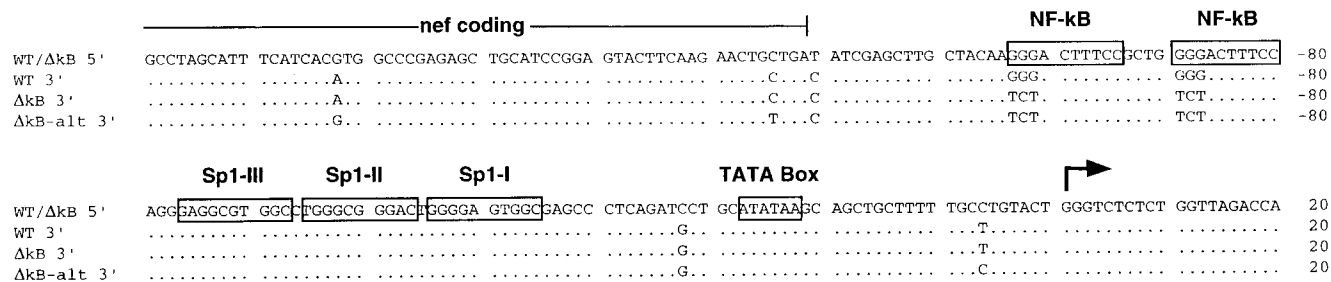 nef coding NF-kB NF-kB
WT/ΔkB 5' GCCTAGCATT TCATCACGTG GCCCGAGAGC TGCATCCGGA GTACTTCAAG AACTGCTGAT ATCGAGCTTG CTACAAGGGA CTTTCCGCTG GGGACTTTCC -80
WT 3' .......... .......A.. .......... .......... .......... .....C...C .......... ......GGG. .......... GGG....... -80
ΔkB 3' .......... .......A.. .......... .......... .......... .....C...C .......... ......TCT. .......... TCT....... -80
ΔkB-alt 3' .......... .......G.. .......... .......... .......... .....T...C .......... ......TCT. .......... TCT....... -80
Sp1-III Sp1-II Sp1-I TATA Box
WT/ΔkB 5' AGGGAGGCGT GGCCTGGGCG GGACTGGGGA GTGGCGAGCC CTCAGATCCT GCATATAAGC AGCTGCTTTT TGCCTGTACT GGGTCTCTCT GGTTAGACCA 20
WT 3' .......... .......... .......... .......... .......G.. .......... .......... ...T...... .......... .......... 20
ΔkB 3' .......... .......... .......... .......... .......G.. .......... .......... ...T...... .......... .......... 20
ΔkB-alt 3' .......... .......... .......... .......... .......G.. .......... .......... ...C...... .......... .......... 20